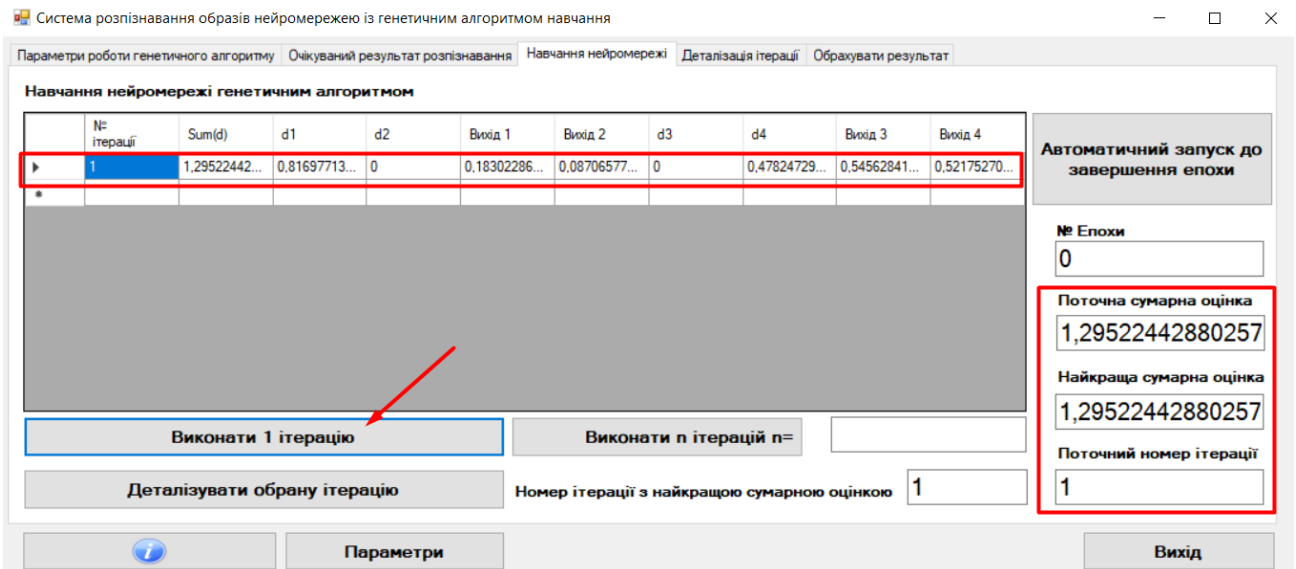 Система розпізнавання образів нейромережею із генетичним алгоритмом навчання
Параметри роботи генетичного алгоритму Очікуваний результат розпізнавання Навчання нейромережі Деталізація ітерації Обрахувати результат
Навчання нейромережі генетичним алгоритмом
№ ітерації Sum(d) d1 d2 Вихід 1 Вихід 2 d3 d4 Вихід 3 Вихід 4
1 1,29522442... 0,81697713... 0 0,18302286... 0,08706577... 0 0,47824729... 0,54562841... 0,52175270...
Автоматичний запуск до
завершення епохи
№ Епохи
0
Поточна сумарна оцінка
1,29522442880257
Найкраща сумарна оцінка
1,29522442880257
Поточний номер ітерації
1
Виконати 1 ітерацію
Виконати n ітерацій n=
Деталізувати обрану ітерацію
Номер ітерації з найкращою сумарною оцінкою 1
Параметри
Вихід